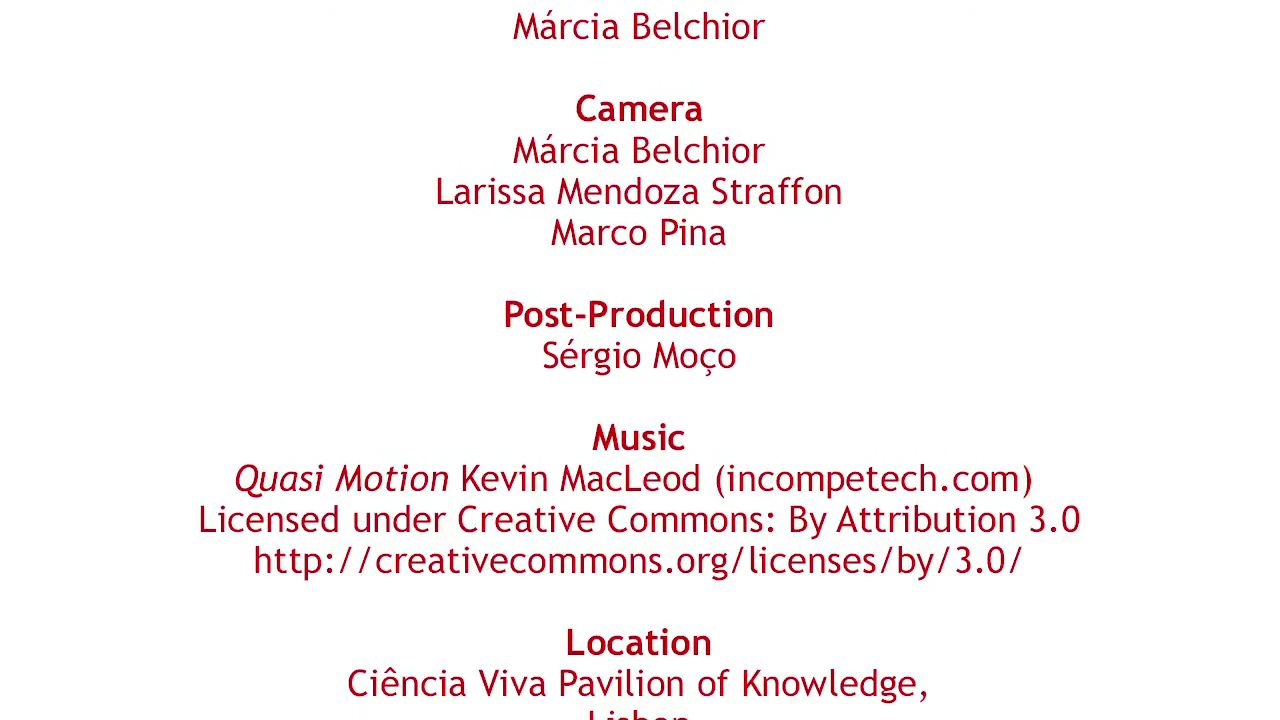 Márcia Belchior
Camera
Márcia Belchior
Larissa Mendoza Straffon
Marco Pina
Post-Production
Sérgio Moço
Music
Quasi Motion Kevin MacLeod (incompetech.com)
Licensed under Creative Commons: By Attribution 3.0
http://creativecommons.org/licenses/by/3.0/
Location
Ciência Viva Pavilion of Knowledge,
Lisbon